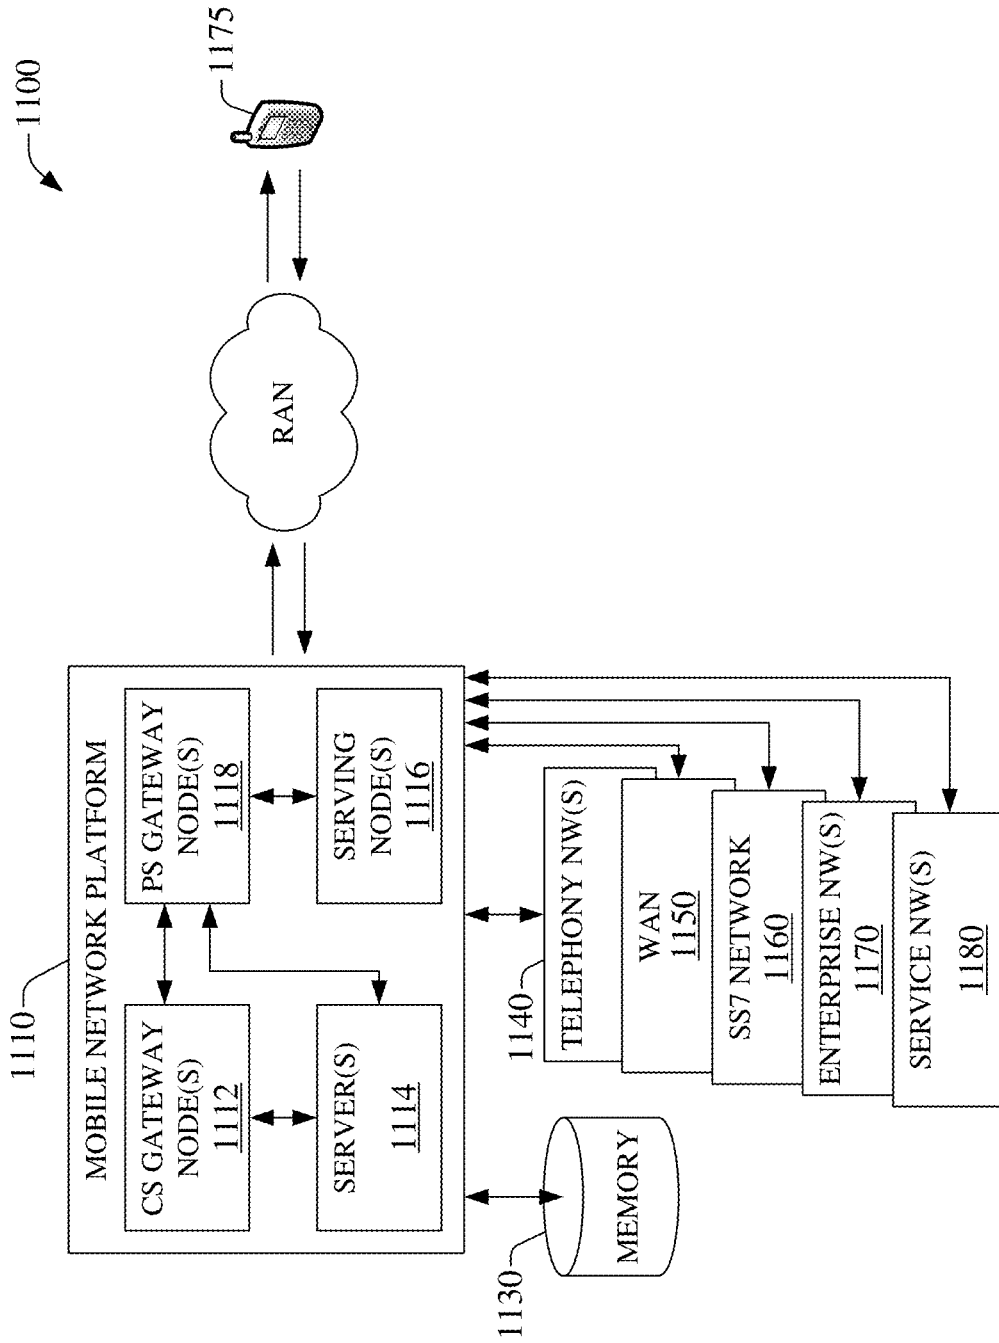 1100
1110
MOBILE NETWORK PLATFORM
CS GATEWAY
NODE(S)
1112
PS GATEWAY
NODE(S)
1118
SERVER(S)
1114
SERVING
NODE(S)
1116
RAN
1175
1130
MEMORY
1140
TELEPHONY NW(S)
WAN
1150
SS7 NETWORK
1160
ENTERPRISE NW(S)
1170
SERVICE NW(S)
1180